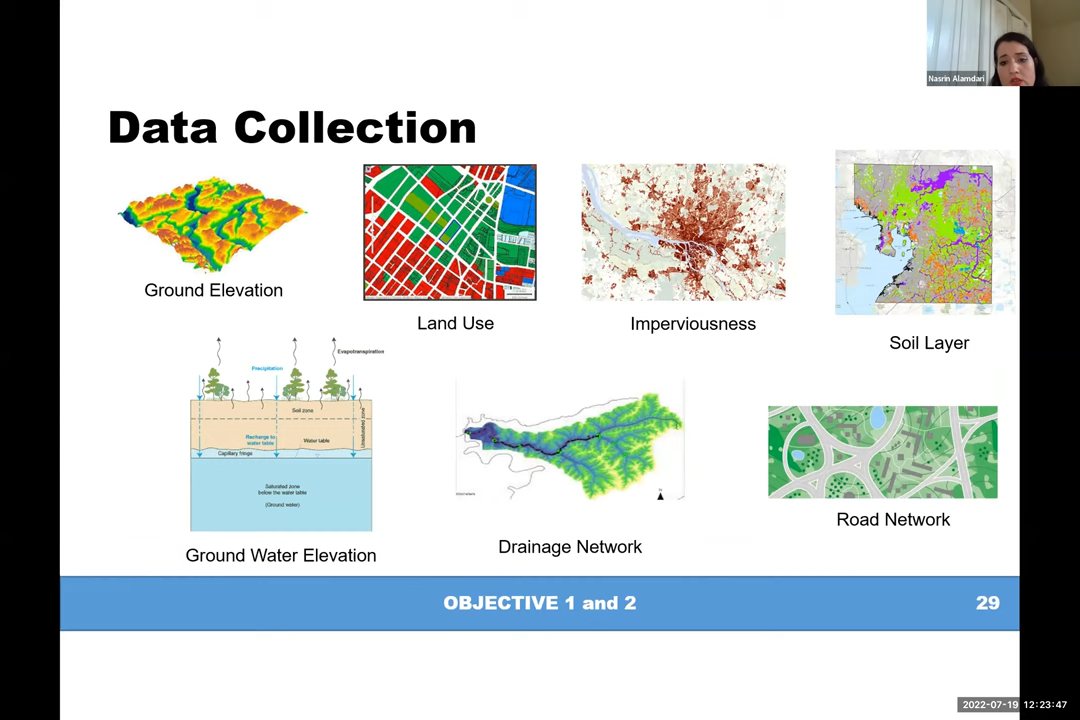 Nasrin Alamdari
Data Collection
Ground Elevation
Land Use
Imperviousness
Soil Layer
Evapotranspiration
Precipitation
Soil zone
Unsaturated zone
Recharge to
water table
Water table
Capillary fringe
Saturated zone
below the water table
(Ground water)
Ground Water Elevation
Drainage Network
Road Network
OBJECTIVE 1 and 2
29
2022-07-19 12:23:47